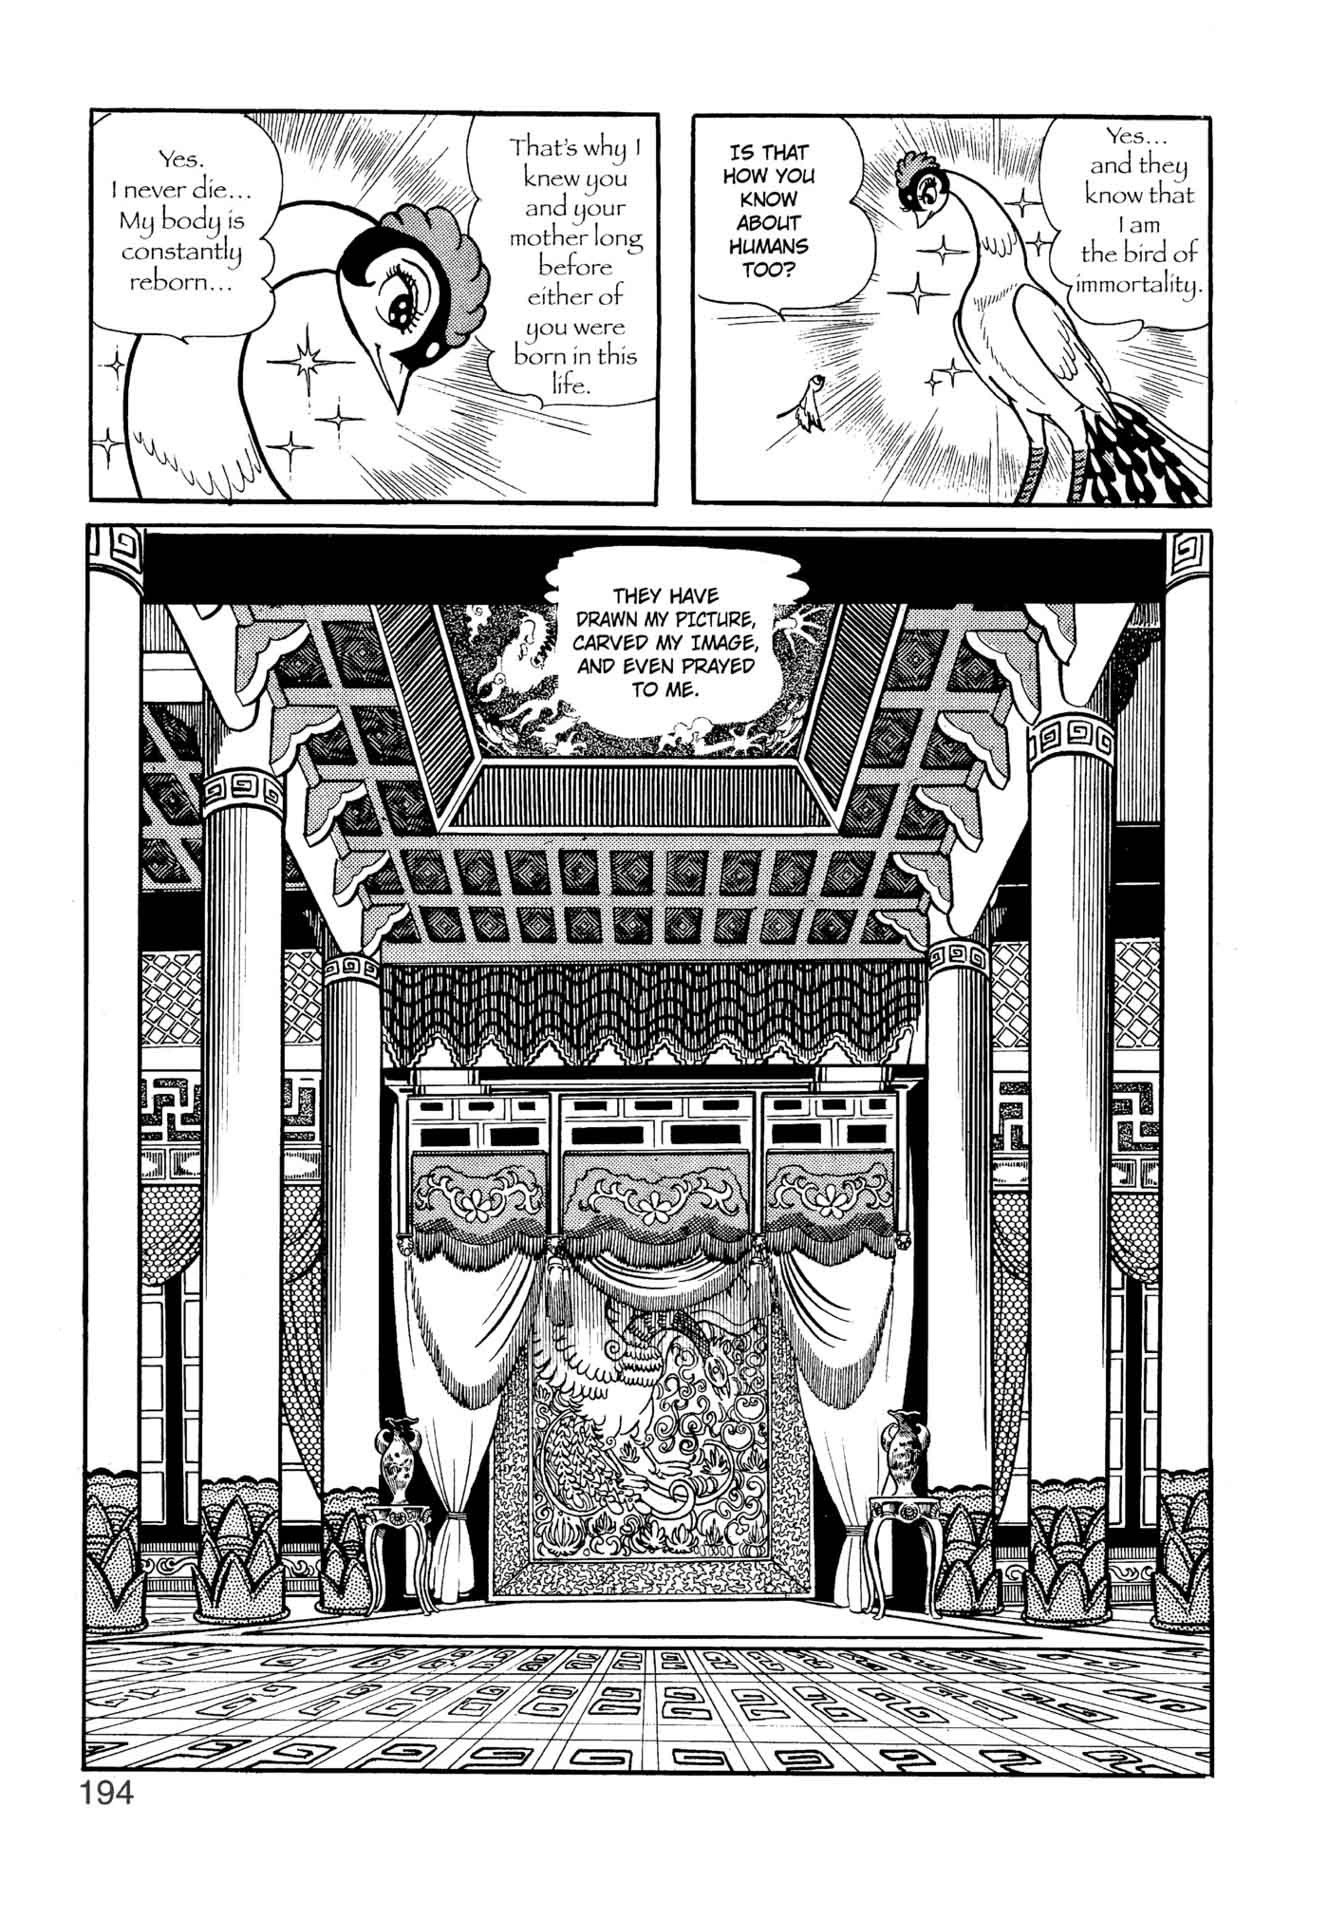 Yes.
I never die...
My body is
constantly
reborn...
That's why I
knew you
and your
mother long
before
either of
you were
born in this
life.
IS THAT
HOW YOU
KNOW
ABOUT
HUMANS
TOO?
Yes...
and they
know that
I am
the bird of
immortality.
THEY HAVE
DRAWN MY PICTURE,
CARVED MY IMAGE,
AND EVEN PRAYED
TO ME.
194